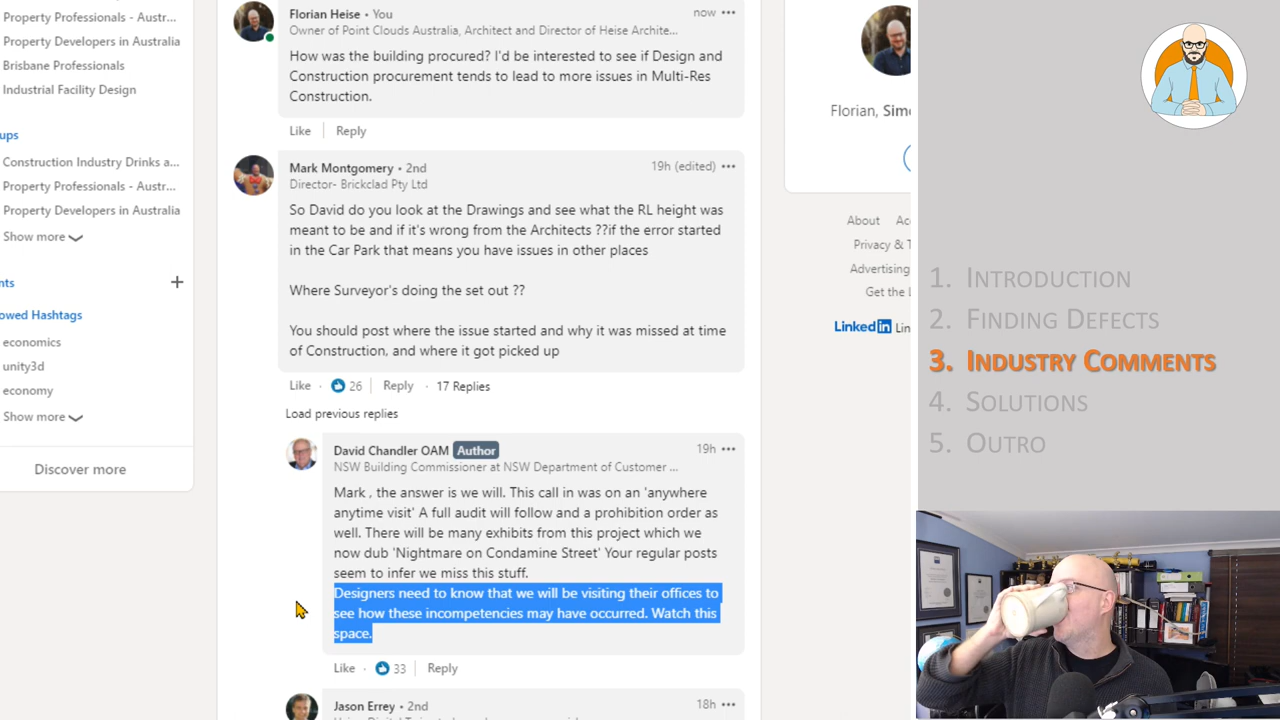 Property Professionals - Austr...
Property Developers in Australia
Brisbane Professionals
Industrial Facility Design
ups
Construction Industry Drinks a...
Property Professionals - Austr...
Property Developers in Australia
Show more
nts
owed Hashtags
economics
unity3d
economy
Show more
Discover more
Florian Heise • You
now
Owner of Point Clouds Australia, Architect and Director of Heise Archite...
How was the building procured? I'd be interested to see if Design and
Construction procurement tends to lead to more issues in Multi-Res
Construction.
Like Reply
Mark Montgomery • 2nd
19h (edited)
Director- Brickclad Pty Ltd
So David do you look at the Drawings and see what the RL height was
meant to be and if it's wrong from the Architects ??if the error started
in the Car Park that means you have issues in other places
Where Surveyor's doing the set out ??
You should post where the issue started and why it was missed at time
of Construction, and where it got picked up
Like · 26 Reply · 17 Replies
Load previous replies
David Chandler OAM Author
19h
NSW Building Commissioner at NSW Department of Customer ...
Mark , the answer is we will. This call in was on an 'anywhere
anytime visit' A full audit will follow and a prohibition order as
well. There will be many exhibits from this project which we
now dub 'Nightmare on Condamine Street' Your regular posts
seem to infer we miss this stuff.
Designers need to know that we will be visiting their offices to
see how these incompetencies may have occurred. Watch this
space.
Like · 33 Reply
Jason Errey • 2nd
18h
Florian, Sim
About Ac
Privacy & T
Advertising
Get the L
LinkedIn Lin
1. INTRODUCTION
2. FINDING DEFECTS
3. INDUSTRY COMMENTS
4. SOLUTIONS
5. OUTRO